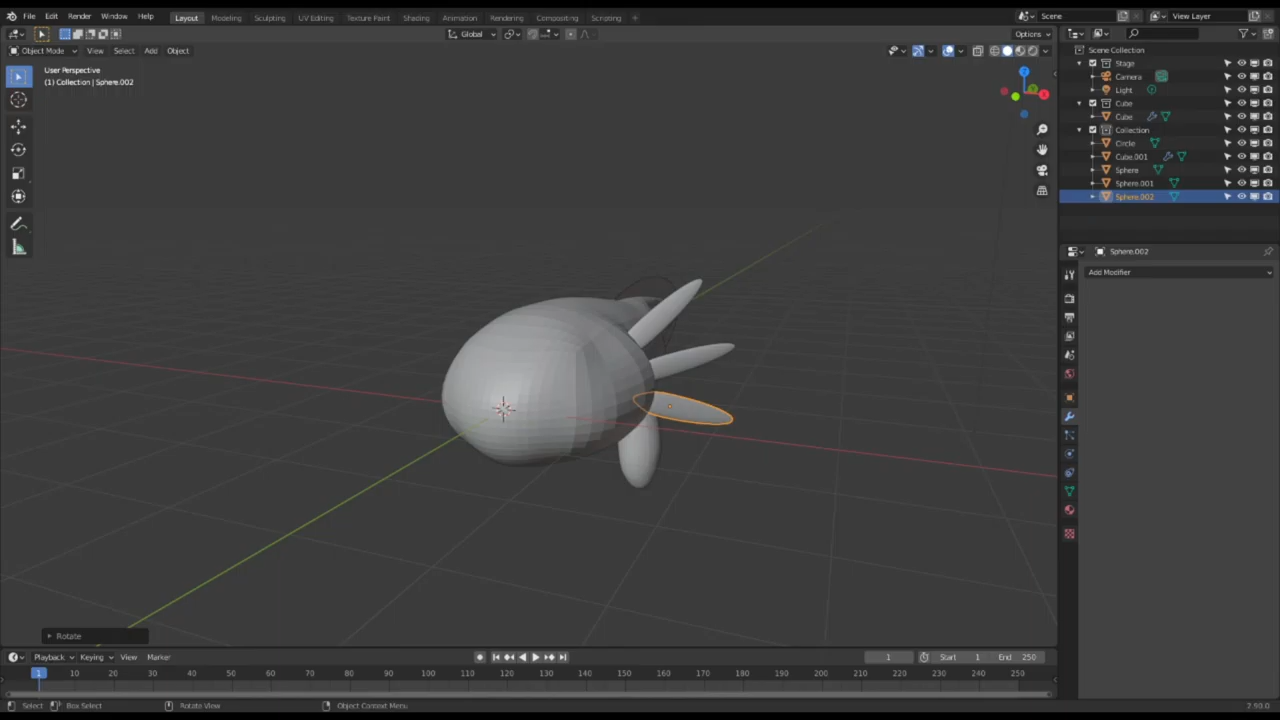 File Edit Render Window Help Layout Modeling Sculpting UV Editing Texture Paint Shading Animation Rendering Compositing Scripting + Scene View Layer
Global Options
Object Mode View Select Add Object
User Perspective
(1) Collection | Sphere.002
Z
X
Y
Scene Collection
Stage
Camera
Light
Cube
Cube
Collection
Circle
Cube.001
Sphere
Sphere.001
Sphere.002
Sphere.002
Add Modifier
Rotate
Playback Keying View Marker 1 Start 1 End 250
1 10 20 30 40 50 60 70 80 90 100 110 120 130 140 150 160 170 180 190 200 210 220 230 240 250
Select Box Select Rotate View Object Context Menu 2.90.0